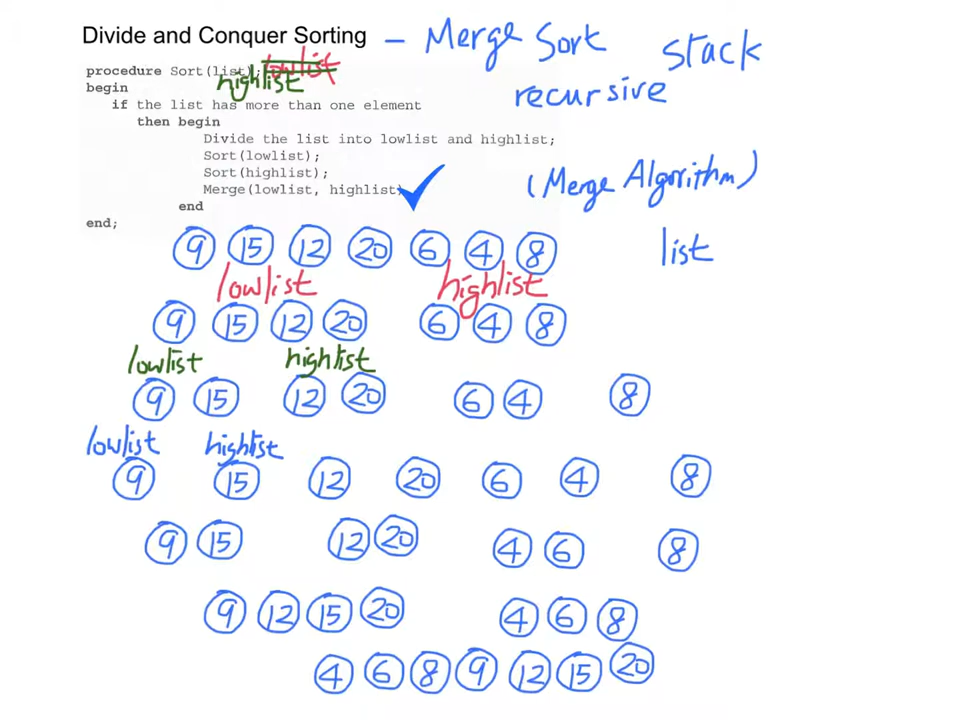 Divide and Conquer Sorting - Merge Sort stack
procedure Sort(list); lowlist
highlist
recursive
begin
if the list has more than one element
then begin
Divide the list into lowlist and highlist;
Sort(lowlist);
Sort(highlist);
Merge(lowlist, highlist) ✓
(Merge Algorithm)
end
end;
9 15 12 20 6 4 8 list
lowlist highlist
9 15 12 20 6 4 8
lowlist highlist
9 15 12 20 6 4 8
lowlist highlist
9 15 12 20 6 4 8
9 15 12 20 4 6 8
9 12 15 20 4 6 8
4 6 8 9 12 15 20